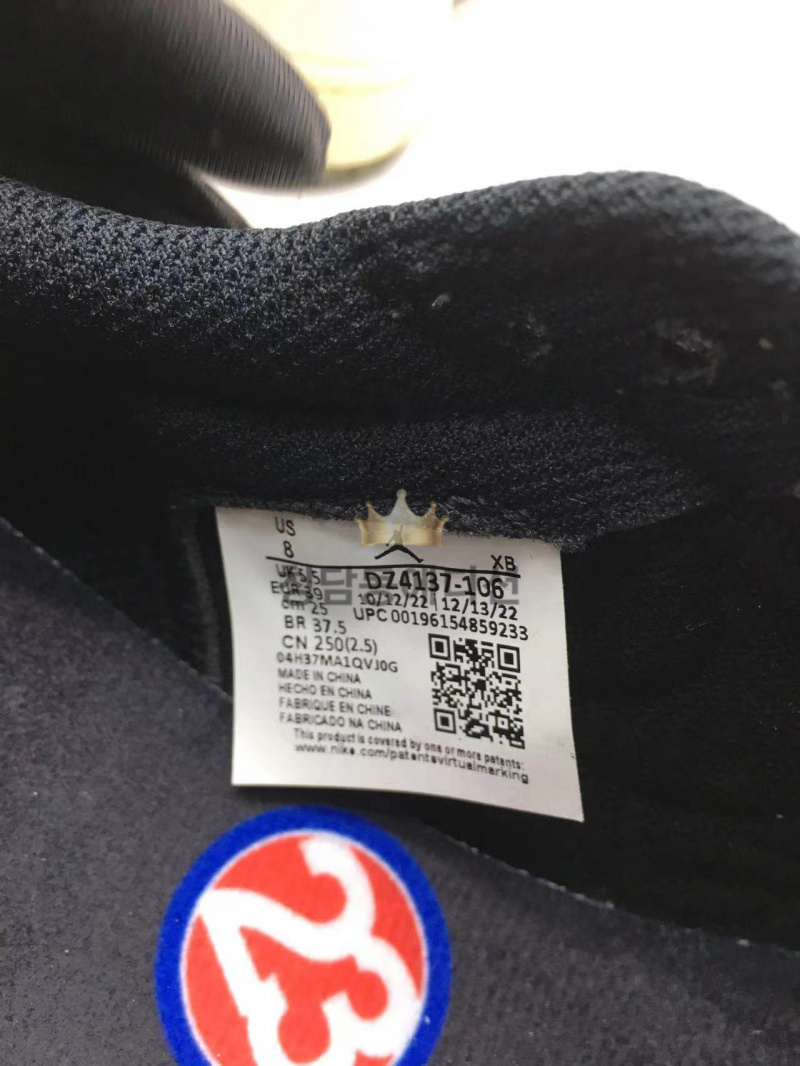 US
8
XB
UK 5.5
DZ4137-106
EUR 39
10/12/22 | 12/13/22
cm 25
UPC 00196154859233
BR 37.5
CN 250(2.5)
04H37MA1QVJ0G
MADE IN CHINA
HECHO EN CHINA
FABRIQUE EN CHINE
FABRICADO NA CHINA
This product is covered by one or more patents:
www.nike.com/patentsvirtualmarking
23